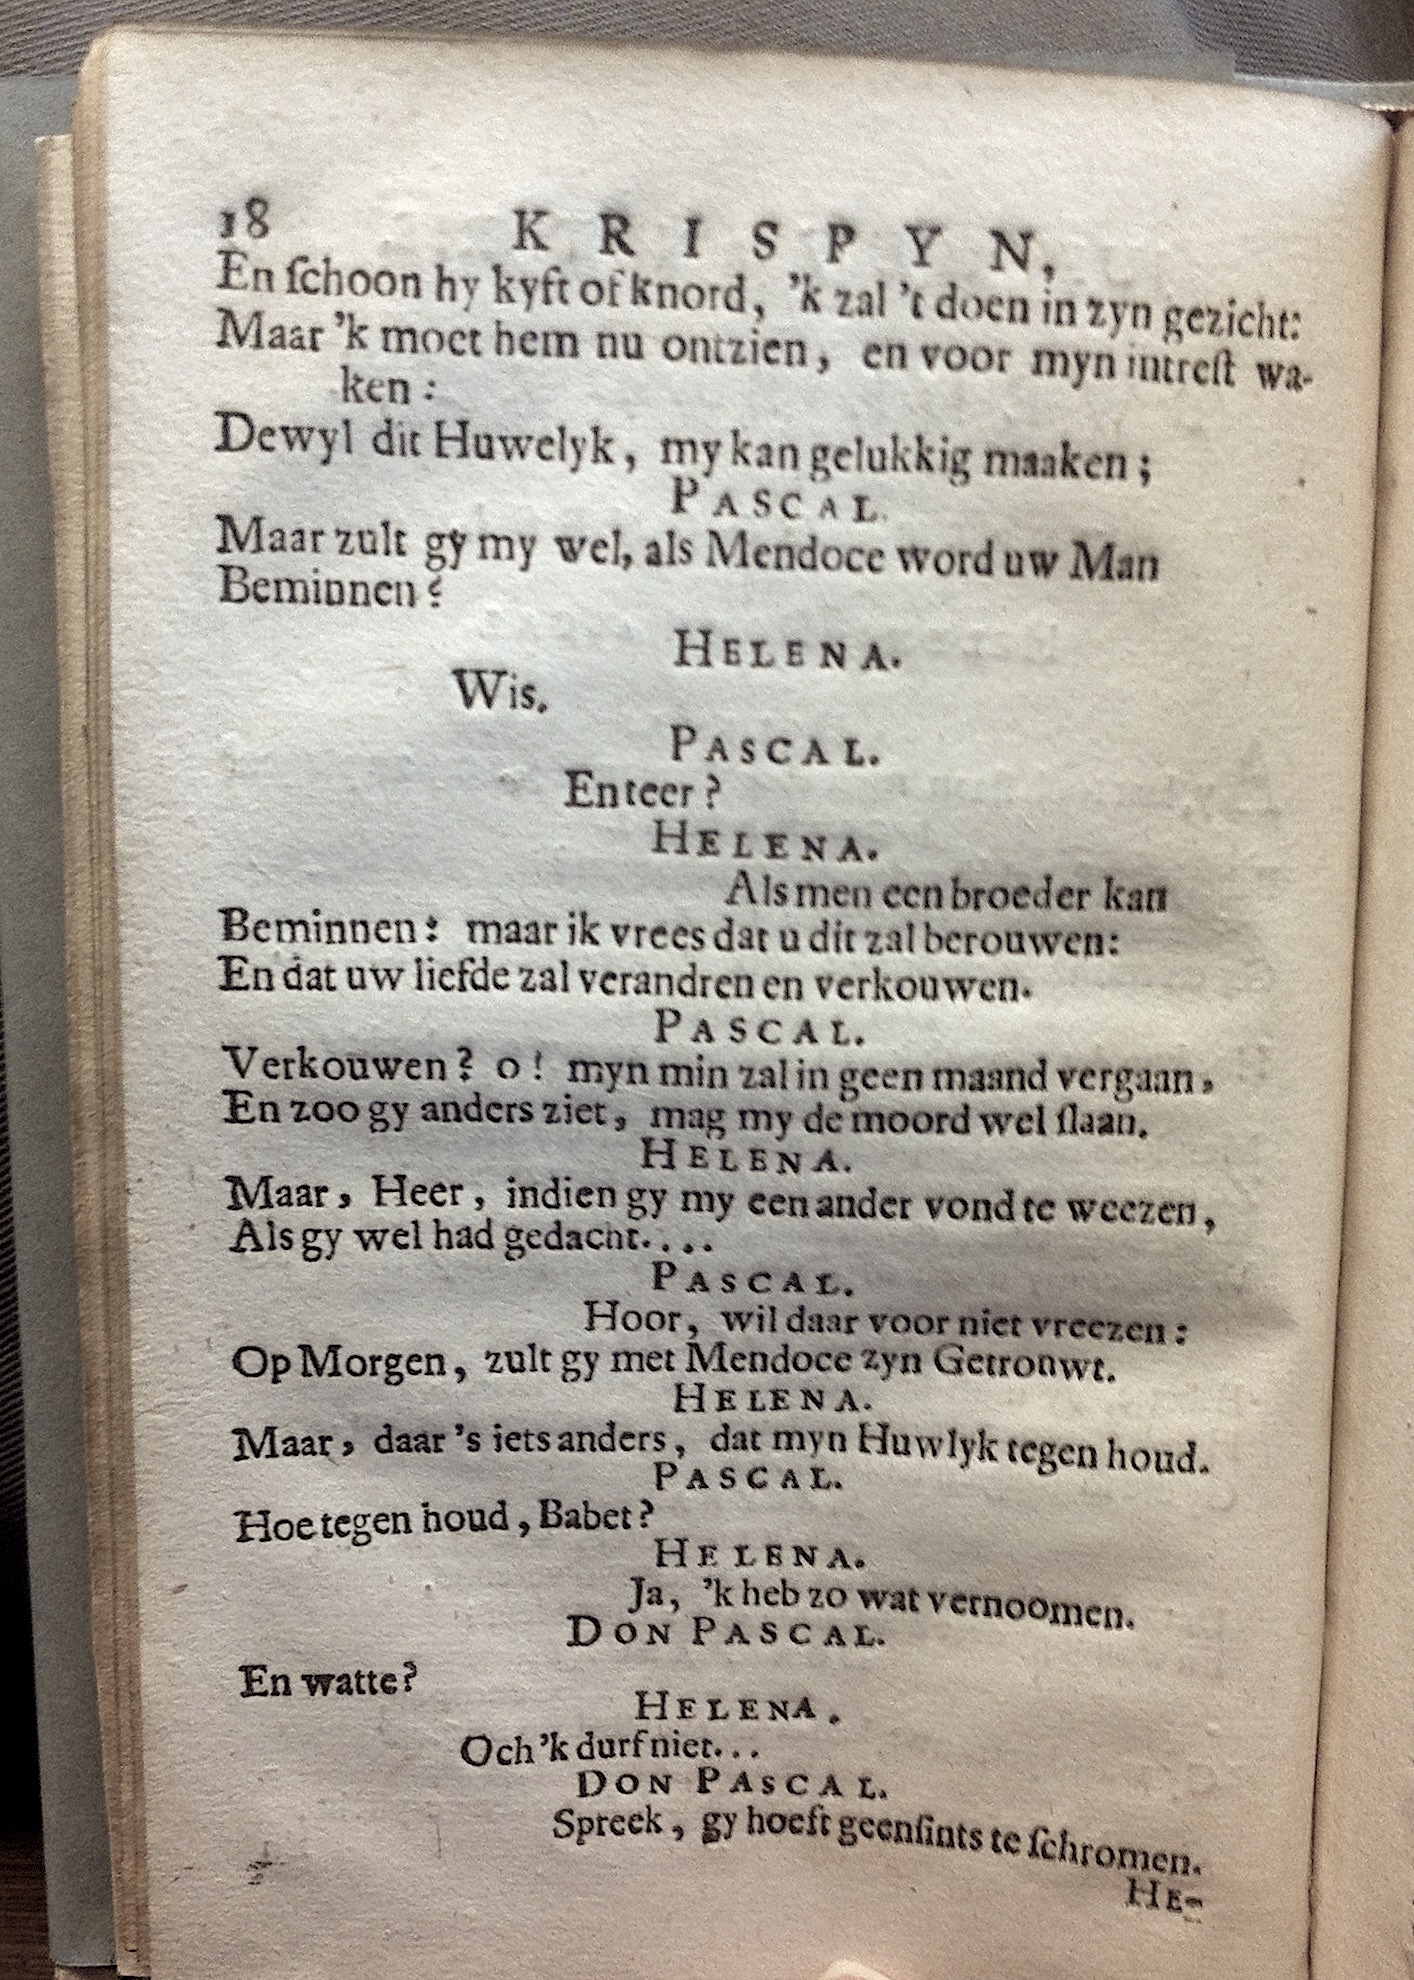 18 KRISPYN,
En ſchoon hy kyft of knord, 'k zal 't doen in zyn gezicht:
Maar 'k moet hem nu ontzien, en voor myn intreſt wa-
ken:
Dewyl dit Huwelyk, my kan gelukkig maaken;
PASCAL.
Maar zult gy my wel, als Mendoce word uw Man
Beminnen?
HELENA.
Wis.
PASCAL.
En teer?
HELENA.
Als men een broeder kan
Beminnen: maar ik vrees dat u dit zal berouwen:
En dat uw liefde zal verandren en verkouwen.
PASCAL.
Verkouwen? o! myn min zal in geen maand vergaan,
En zoo gy anders ziet, mag my de moord wel ſlaan.
HELENA.
Maar, Heer, indien gy my een ander vond te weezen,
Als gy wel had gedacht....
PASCAL.
Hoor, wil daar voor niet vreezen:
Op Morgen, zult gy met Mendoce zyn Getronwt.
HELENA.
Maar, daar 's iets anders, dat myn Huwlyk tegen houd.
PASCAL.
Hoe tegen houd, Babet?
HELENA.
Ja, 'k heb zo wat vernoomen.
DON PASCAL.
En watte?
HELENA.
Och 'k durf niet...
DON PASCAL.
Spreek, gy hoeft geenſints te ſchromen.
HE-